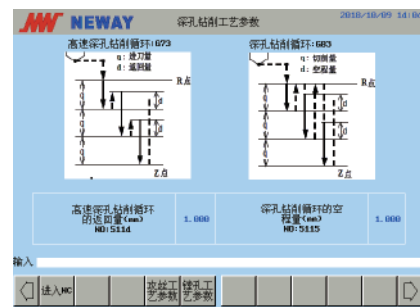 NEWAY
深孔钻削工艺参数
2018/10/09 14:0
高速深孔钻削循环:G73
深孔钻削循环:G83
q: 进刀量
d: 返回量
q: 切削量
d: 空程量
R点
R点
q
d
q
d
q
Z点
q
d
q
d
q
Z点
高速深孔钻削循环
的返回量(mm)
NO:5114
1.000
深孔钻削循环的空
程量(mm)
NO:5115
1.000
输入
进入NC
攻丝工
艺参数
镗孔工
艺参数